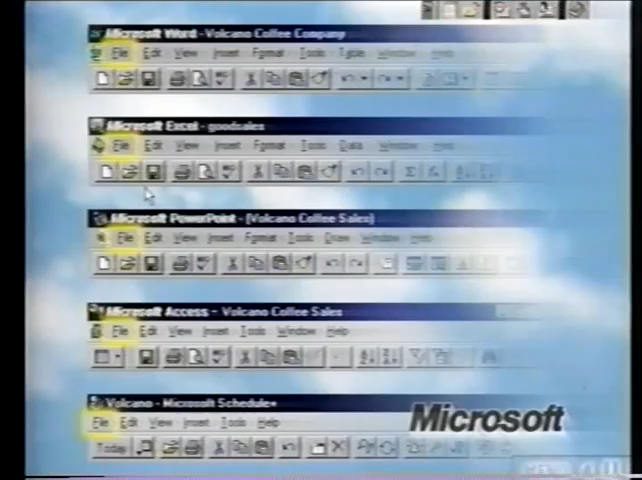 Microsoft Word - Volcano Coffee Company
File Edit View Insert Format Tools Table Window Help
Microsoft Excel - goodsales
File Edit View Insert Format Tools Data Window Help
Microsoft PowerPoint - [Volcano Coffee Sales]
File Edit View Insert Format Tools Draw Window Help
Microsoft Access - Volcano Coffee Sales
File Edit View Insert Tools Window Help
Volcano - Microsoft Schedule+
File Edit View Insert Tools Help
Microsoft
Today